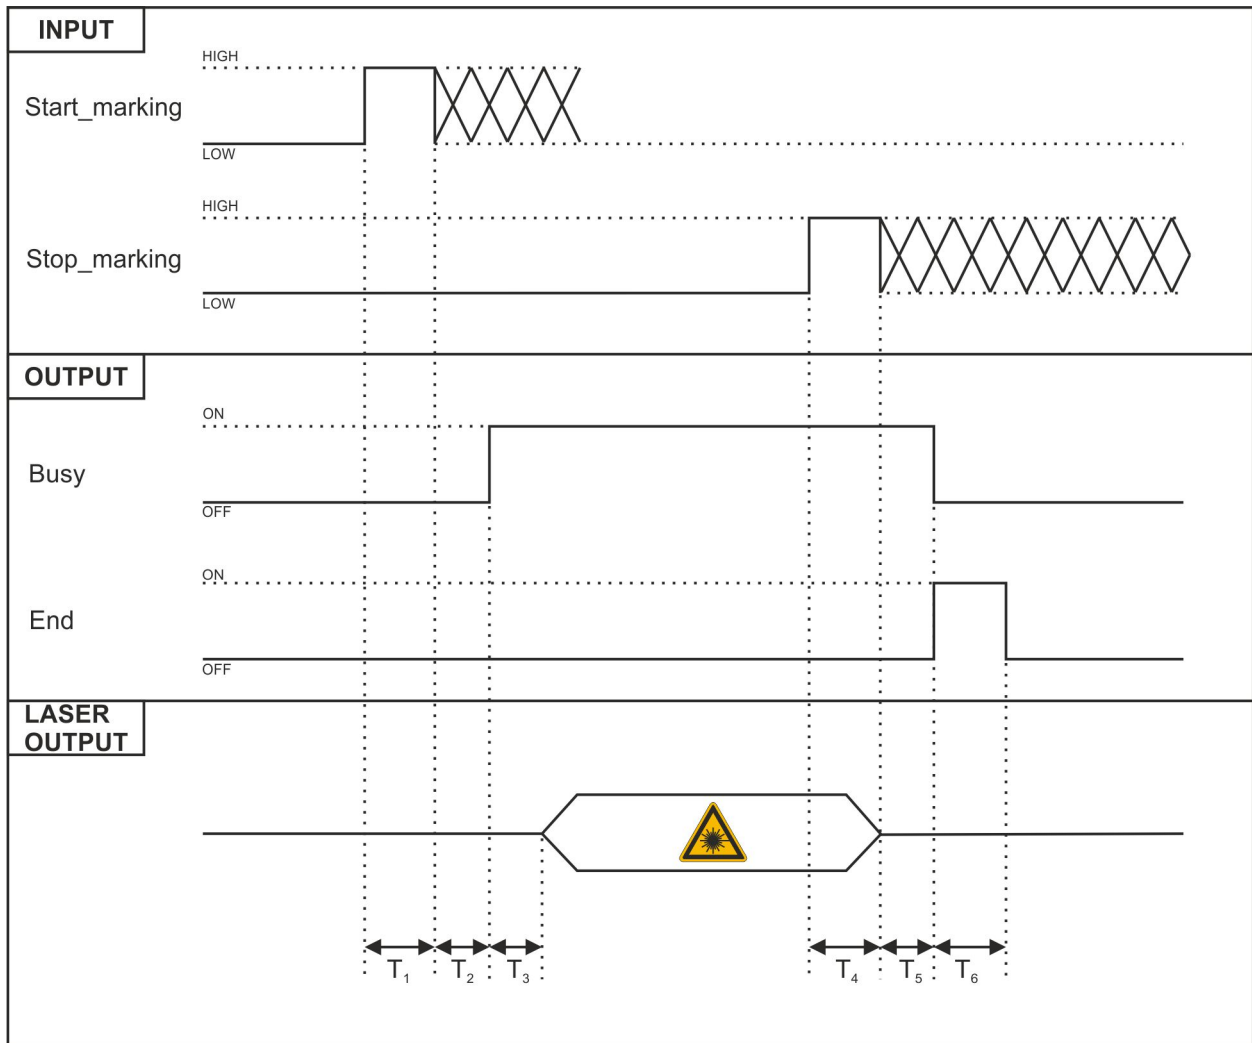 INPUT
HIGH
Start_marking
LOW
HIGH
Stop_marking
LOW
OUTPUT
ON
Busy
OFF
ON
End
OFF
LASER
OUTPUT
T₁ T₂ T₃ T₄ T₅ T₆